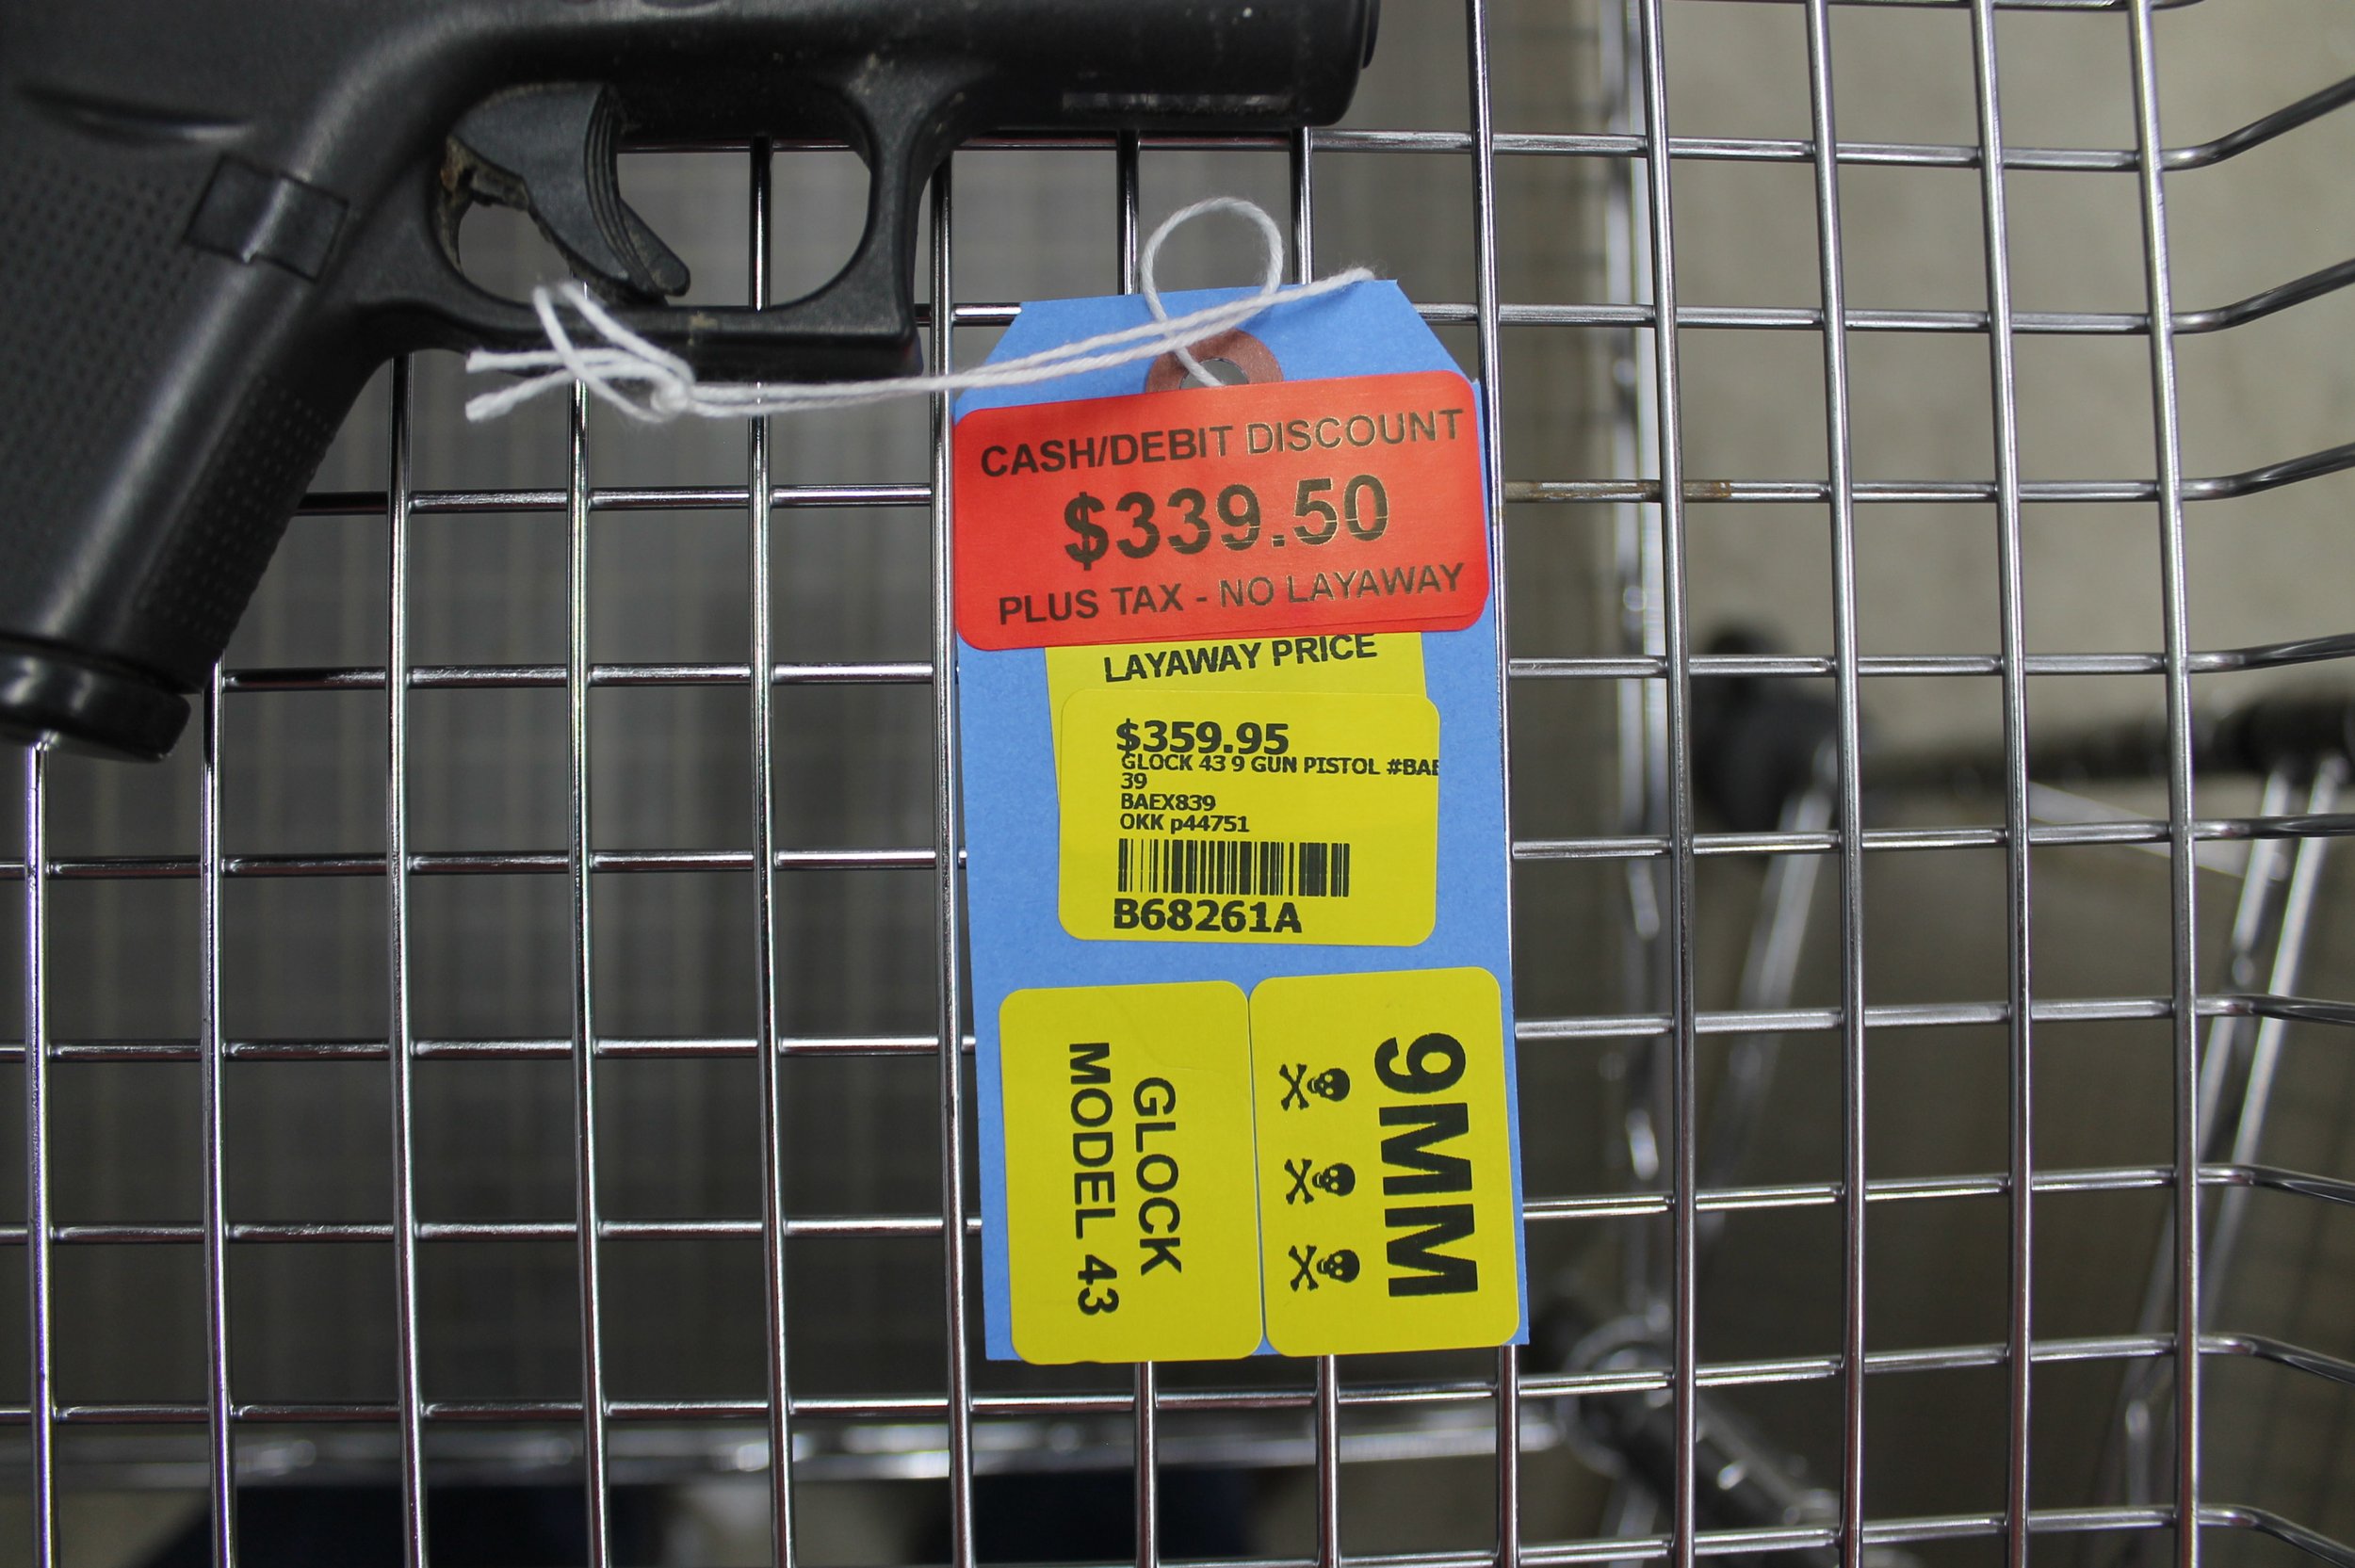 CASH/DEBIT DISCOUNT
$339.50
PLUS TAX - NO LAYAWAY
LAYAWAY PRICE
$359.95
GLOCK 43 9 GUN PISTOL #BAE
39
BAEX839
OKK p44751
B68261A
GLOCK
MODEL 43
9MM